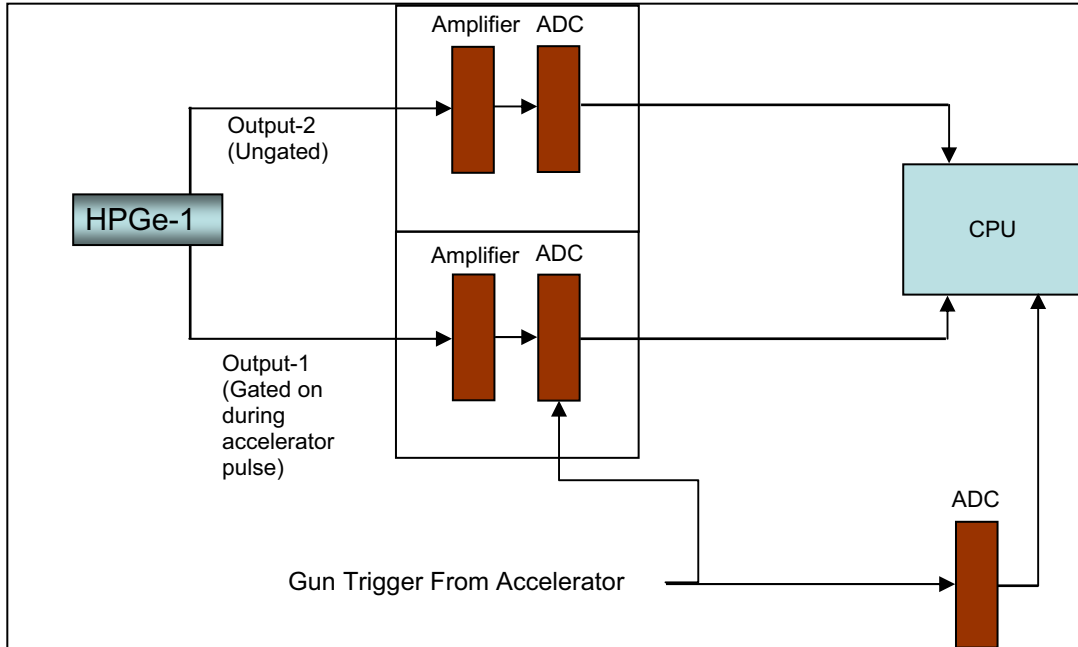 Amplifier ADC
Output-2
(Ungated)
HPGe-1
CPU
Amplifier ADC
Output-1
(Gated on
during
accelerator
pulse)
ADC
Gun Trigger From Accelerator